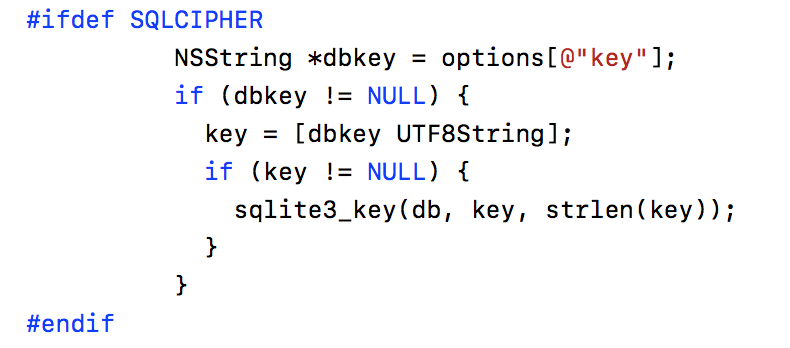 #ifdef SQLCIPHER
          NSString *dbkey = options[@"key"];
          if (dbkey != NULL) {
            key = [dbkey UTF8String];
            if (key != NULL) {
              sqlite3_key(db, key, strlen(key));
            }
          }
#endif